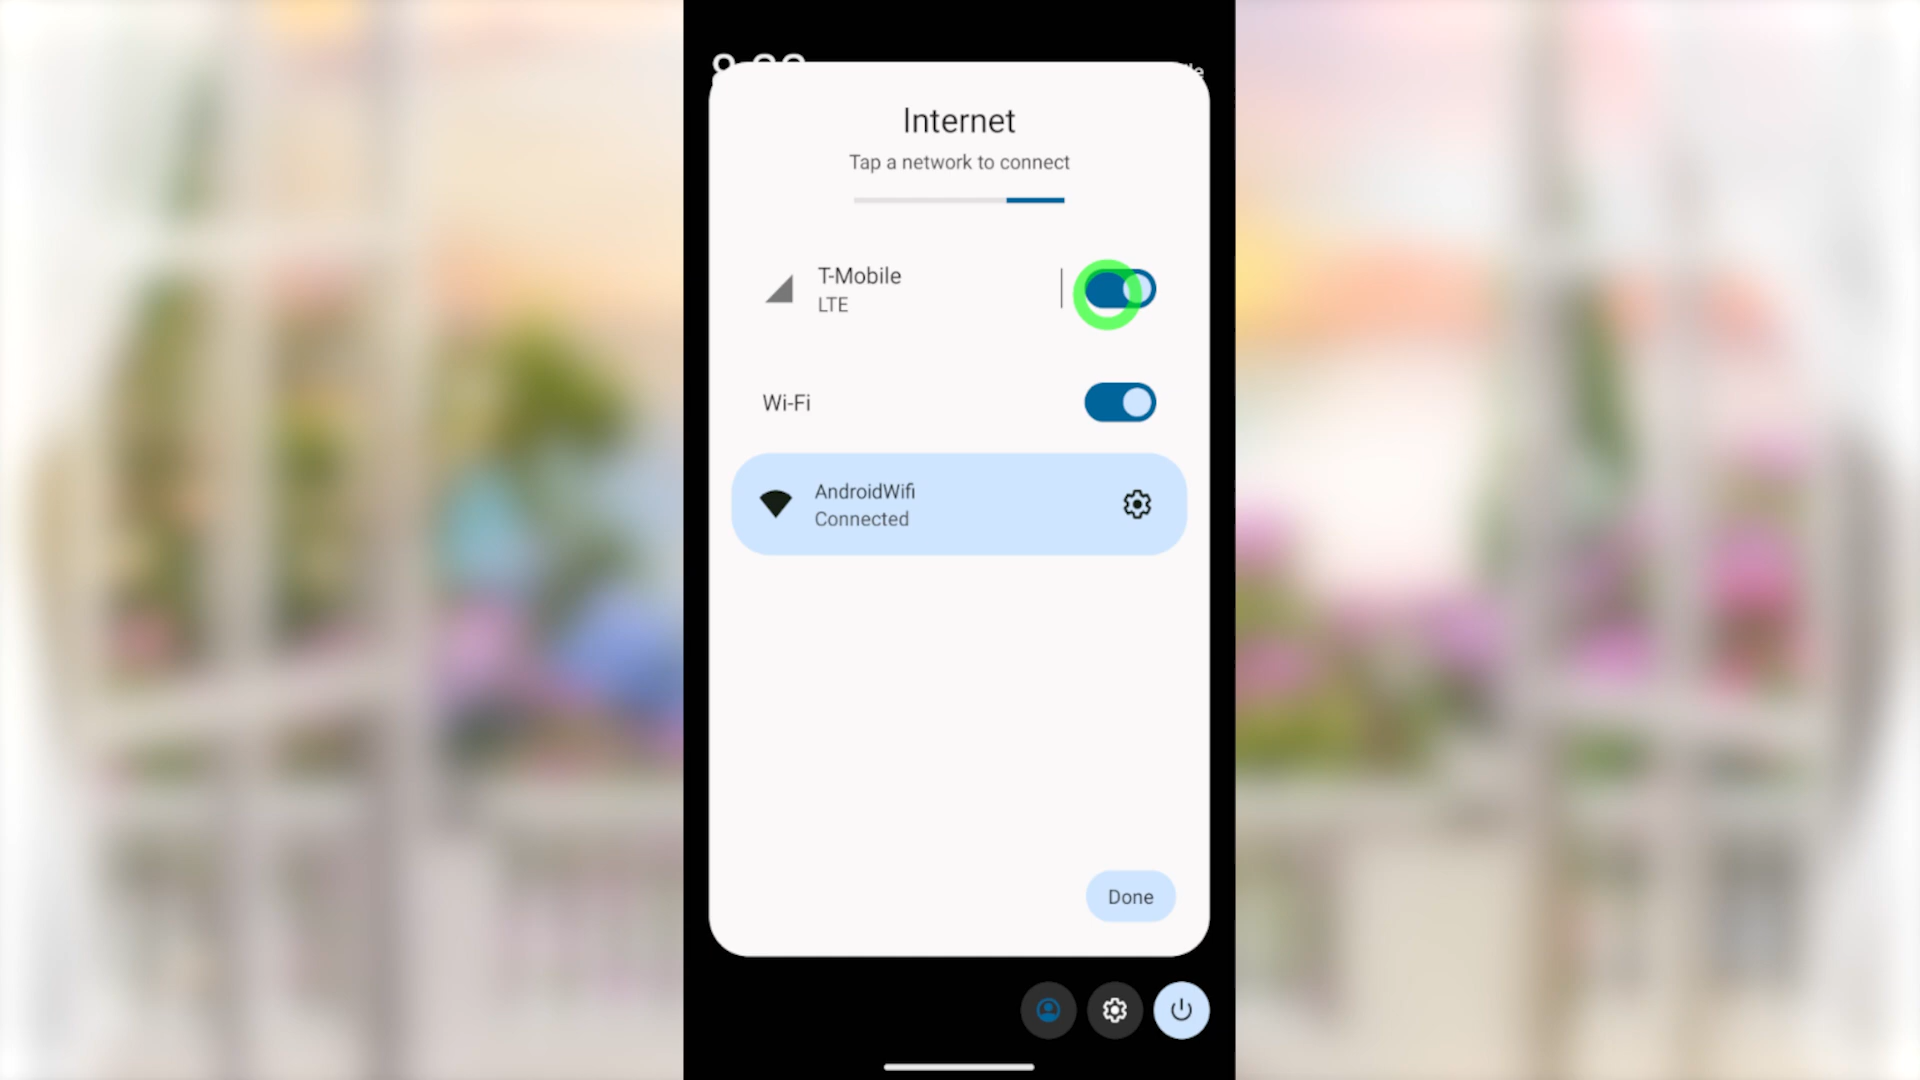 Internet
Tap a network to connect
T-Mobile
LTE
Wi-Fi
AndroidWifi
Connected
Done